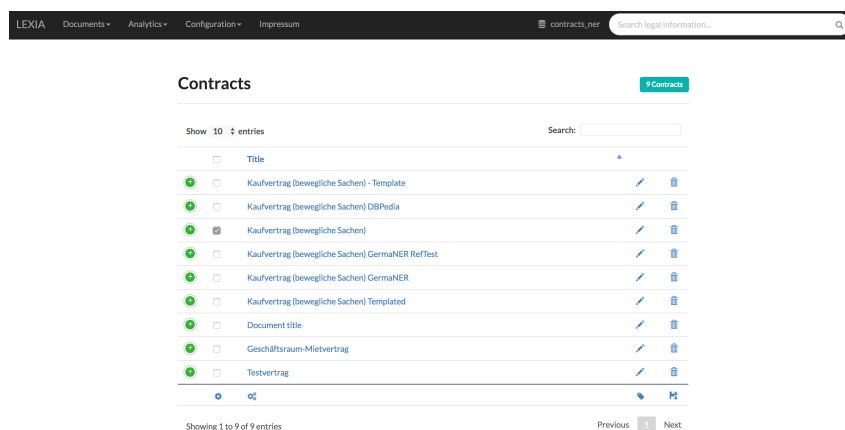 LEXIA Documents Analytics Configuration Impressum contracts_ner Search legal information...
Contracts 9 Contracts
Show 10 entries Search:
Title
Kaufvertrag (bewegliche Sachen) - Template
Kaufvertrag (bewegliche Sachen) DBPedia
Kaufvertrag (bewegliche Sachen)
Kaufvertrag (bewegliche Sachen) GermaNER RefTest
Kaufvertrag (bewegliche Sachen) GermaNER
Kaufvertrag (bewegliche Sachen) Templated
Document title
Geschäftsraum-Mietvertrag
Testvertrag
Showing 1 to 9 of 9 entries Previous 1 Next